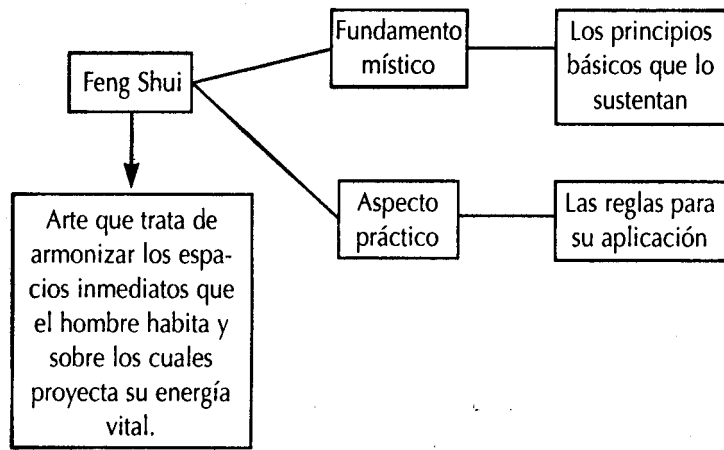 Feng Shui
Fundamento
místico
Los principios
básicos que lo
sustentan
Aspecto
práctico
Las reglas para
su aplicación
Arte que trata de
armonizar los espa-
cios inmediatos que
el hombre habita y
sobre los cuales
proyecta su energía
vital.